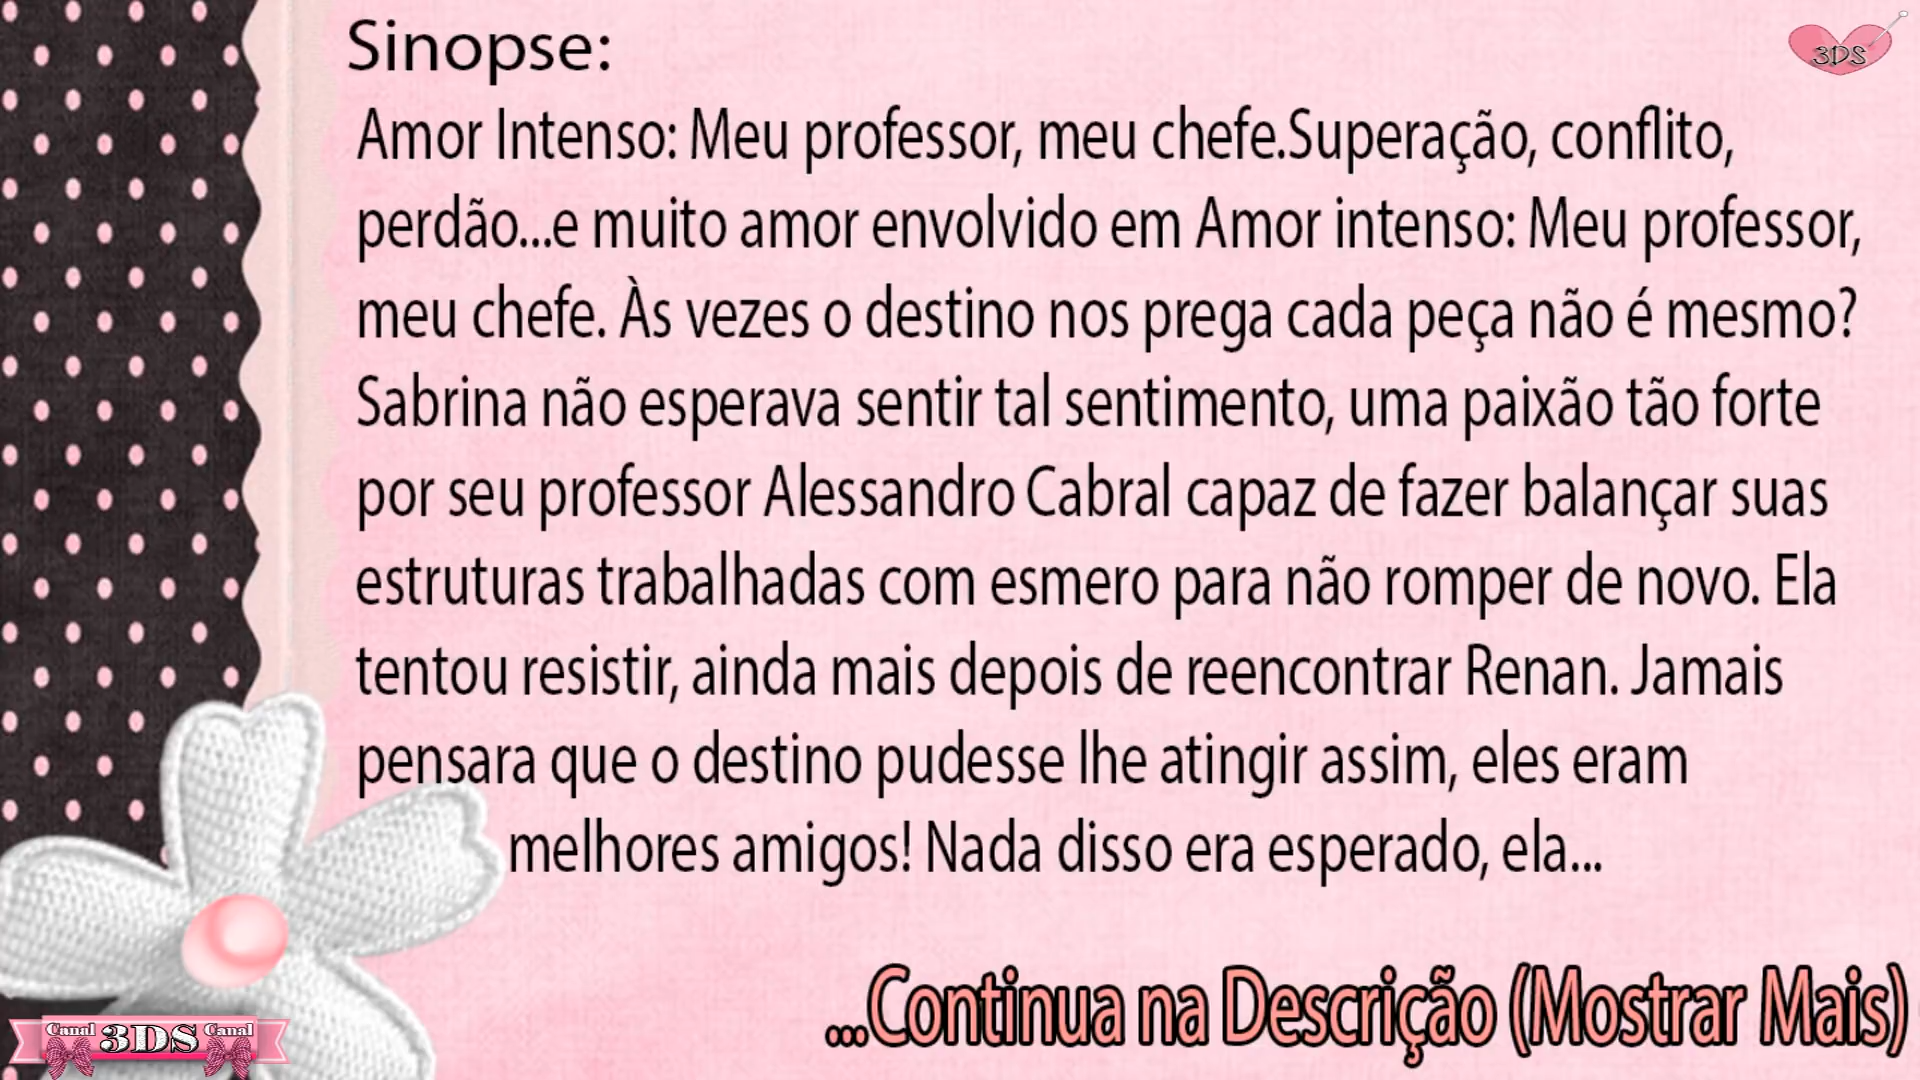 Sinopse:
3DS
Amor Intenso: Meu professor, meu chefe.Superação, conflito,
perdão...e muito amor envolvido em Amor intenso: Meu professor,
meu chefe. Às vezes o destino nos prega cada peça não é mesmo?
Sabrina não esperava sentir tal sentimento, uma paixão tão forte
por seu professor Alessandro Cabral capaz de fazer balançar suas
estruturas trabalhadas com esmero para não romper de novo. Ela
tentou resistir, ainda mais depois de reencontrar Renan. Jamais
pensara que o destino pudesse lhe atingir assim, eles eram
melhores amigos! Nada disso era esperado, ela...
...Continua na Descrição (Mostrar Mais)
Canal 3DS Canal